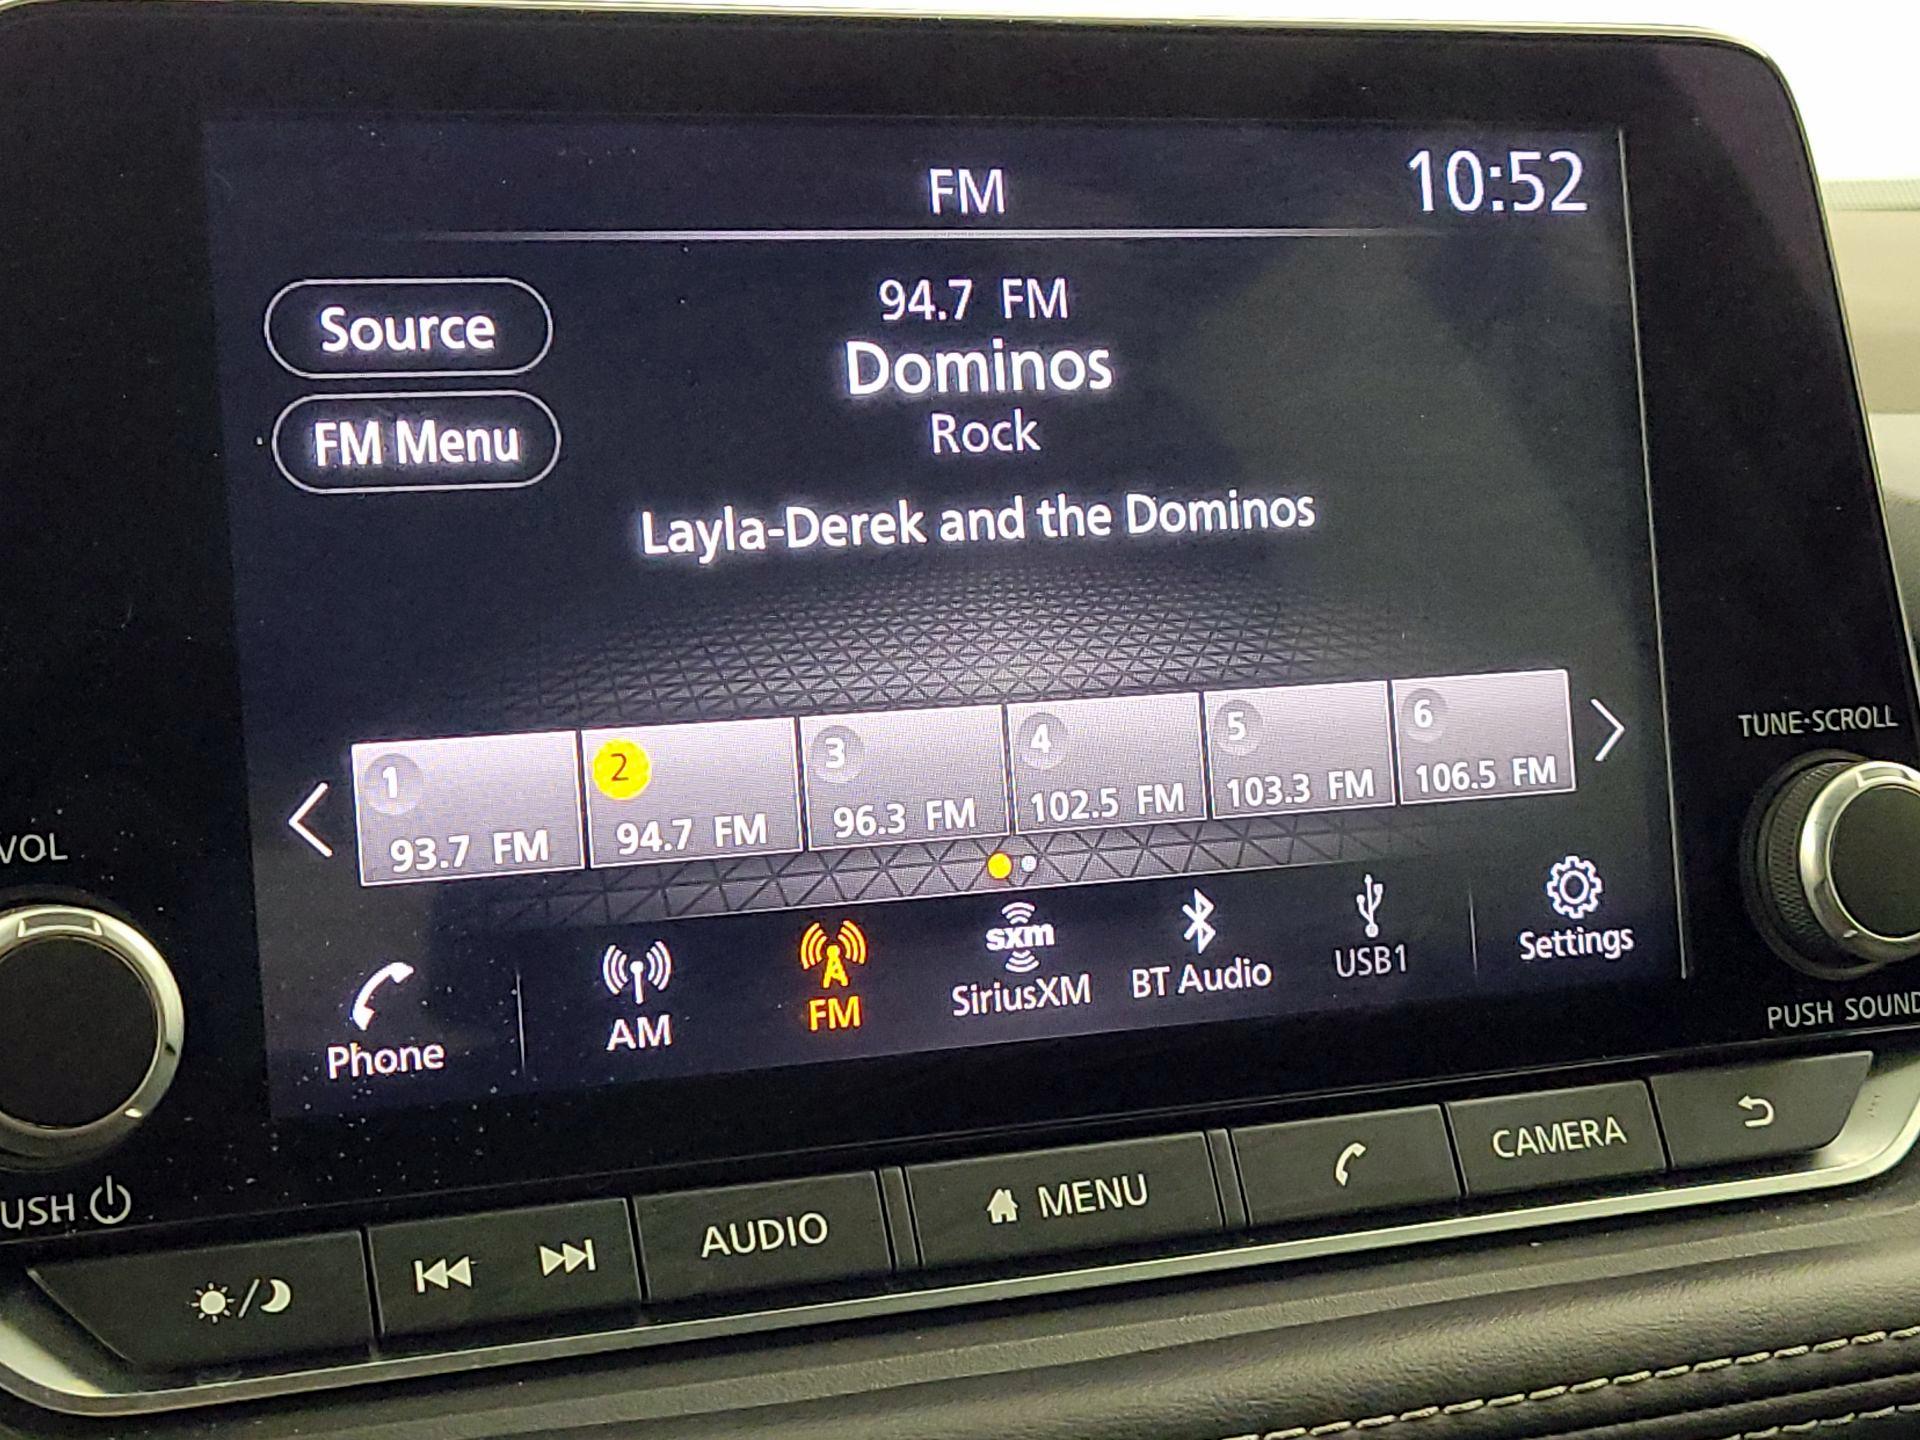 FM
10:52
Source
94.7 FM
Dominos
FM Menu
Rock
Layla-Derek and the Dominos
1
93.7 FM
2
94.7 FM
3
96.3 FM
4
102.5 FM
5
103.3 FM
6
106.5 FM
TUNE·SCROLL
VOL
Phone
AM
FM
sxm
SiriusXM
BT Audio
USB1
Settings
PUSH SOUND
USH
AUDIO
MENU
CAMERA